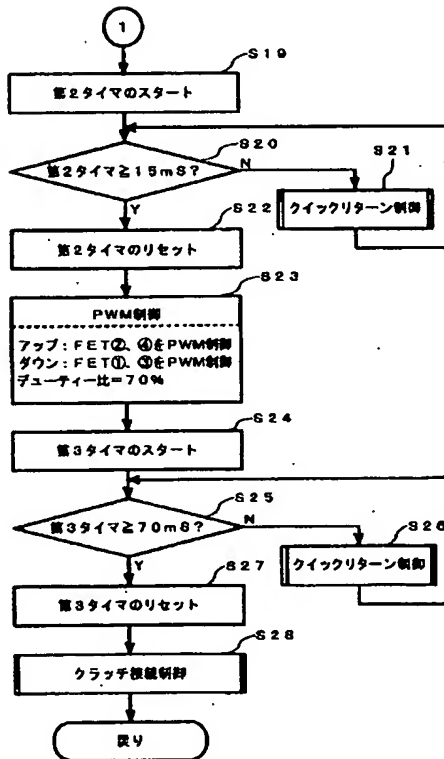 1
S19
第2タイマのスタート
S20
第2タイマ≧15mS?
N
S21
クイックリターン制御
Y
S22
第2タイマのリセット
S23
PWM制御
アップ:FET②、④をPWM制御
ダウン:FET①、③をPWM制御
デューティー比=70%
S24
第3タイマのスタート
S25
第3タイマ≧70mS?
N
S26
クイックリターン制御
Y
S27
第3タイマのリセット
S28
クラッチ接続制御
戻り